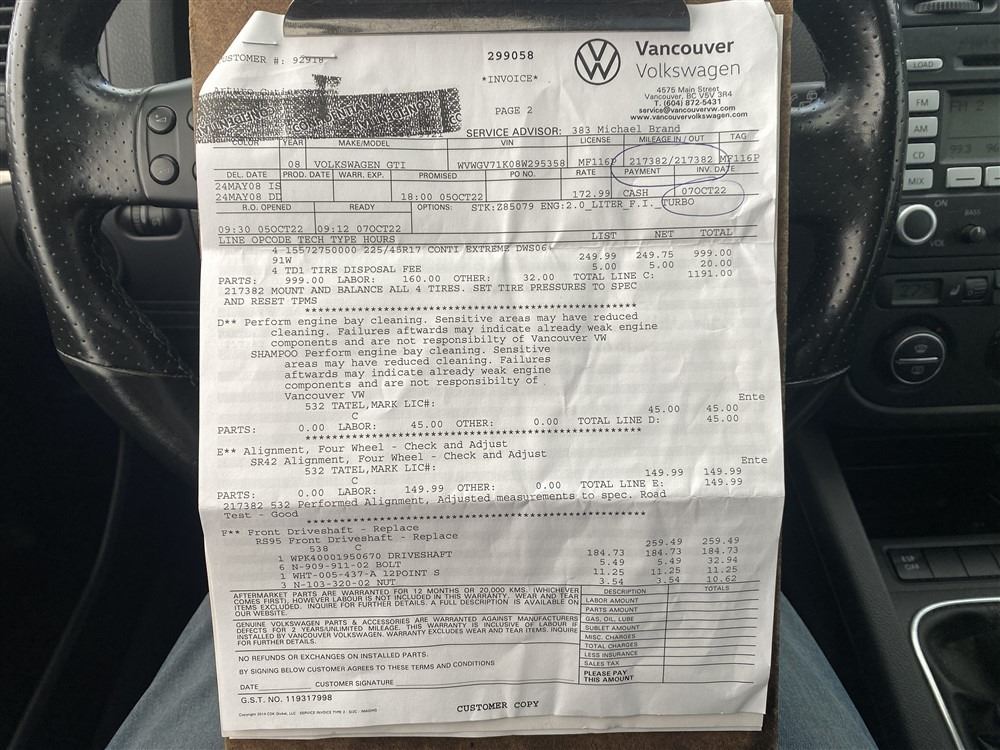 CUSTOMER #: 92918
299058
*INVOICE*
PAGE 2
Vancouver
Volkswagen
4575 Main Street
Vancouver, BC V5V 3R4
T. (604) 872-5431
service@vancouvervw.com
www.vancouvervolkswagen.com
SERVICE ADVISOR: 383 Michael Brand
COLOR YEAR MAKE/MODEL VIN LICENSE MILEAGE IN / OUT TAG
08 VOLKSWAGEN GTI WVWGV71K08W295358 MP116P 217382/217382 MP116P
DEL. DATE PROD. DATE WARR. EXP. PROMISED PO NO. RATE PAYMENT INV. DATE
24MAY08 IS
24MAY08 DD 18:00 05OCT22 172.99 CASH 07OCT22
R.O. OPENED READY OPTIONS: STK:Z85079 ENG:2.0_LITER_F.I._TURBO
09:30 05OCT22 09:12 07OCT22
LINE OPCODE TECH TYPE HOURS LIST NET TOTAL
4 15572750000 225/45R17 CONTI EXTREME DWS06+
91W 249.99 249.75 999.00
4 TD1 TIRE DISPOSAL FEE 5.00 5.00 20.00
PARTS: 999.00 LABOR: 160.00 OTHER: 32.00 TOTAL LINE C: 1191.00
217382 MOUNT AND BALANCE ALL 4 TIRES. SET TIRE PRESSURES TO SPEC
AND RESET TPMS
****************************************************
D** Perform engine bay cleaning. Sensitive areas may have reduced
cleaning. Failures aftwards may indicate already weak engine
components and are not responsibilty of Vancouver VW
SHAMPOO Perform engine bay cleaning. Sensitive
areas may have reduced cleaning. Failures
aftwards may indicate already weak engine
components and are not responsibilty of
Vancouver VW
532 TATEL,MARK LIC#: Ente
C 45.00 45.00
PARTS: 0.00 LABOR: 45.00 OTHER: 0.00 TOTAL LINE D: 45.00
****************************************************
E** Alignment, Four Wheel - Check and Adjust
SR42 Alignment, Four Wheel - Check and Adjust
532 TATEL,MARK LIC#: Ente
C 149.99 149.99
PARTS: 0.00 LABOR: 149.99 OTHER: 0.00 TOTAL LINE E: 149.99
217382 532 Performed Alignment, Adjusted measurements to spec. Road
Test - Good
****************************************************
F** Front Driveshaft - Replace
RS95 Front Driveshaft - Replace
538 C 259.49 259.49
1 WPK40001950670 DRIVESHAFT 184.73 184.73 184.73
6 N-909-911-02 BOLT 5.49 5.49 32.94
1 WHT-005-437-A 12POINT S 11.25 11.25 11.25
3 N-103-320-02 NUT 3.54 3.54 10.62
AFTERMARKET PARTS ARE WARRANTED FOR 12 MONTHS OR 20,000 KMS. (WHICHEVER
COMES FIRST), HOWEVER LABOUR IS NOT INCLUDED IN THIS WARRANTY. WEAR AND TEAR
ITEMS EXCLUDED. INQUIRE FOR FURTHER DETAILS. A FULL DESCRIPTION IS AVAILABLE ON
OUR WEBSITE.
GENUINE VOLKSWAGEN PARTS & ACCESSORIES ARE WARRANTED AGAINST MANUFACTURERS
DEFECTS FOR 2 YEARS/UNLIMITED MILEAGE. THIS WARRANTY IS INCLUSIVE OF LABOUR IF
INSTALLED BY VANCOUVER VOLKSWAGEN. WARRANTY EXCLUDES WEAR AND TEAR ITEMS. INQUIRE
FOR FURTHER DETAILS.
NO REFUNDS OR EXCHANGES ON INSTALLED PARTS.
BY SIGNING BELOW CUSTOMER AGREES TO THESE TERMS AND CONDITIONS
DATE CUSTOMER SIGNATURE
DESCRIPTION TOTALS
LABOR AMOUNT
PARTS AMOUNT
GAS, OIL, LUBE
SUBLET AMOUNT
MISC. CHARGES
TOTAL CHARGES
LESS INSURANCE
SALES TAX
PLEASE PAY
THIS AMOUNT
G.S.T. NO. 119317998
CUSTOMER COPY
LOAD
FM
AM
CD
MIX
ON
VOL
BASS
ESP
OFF